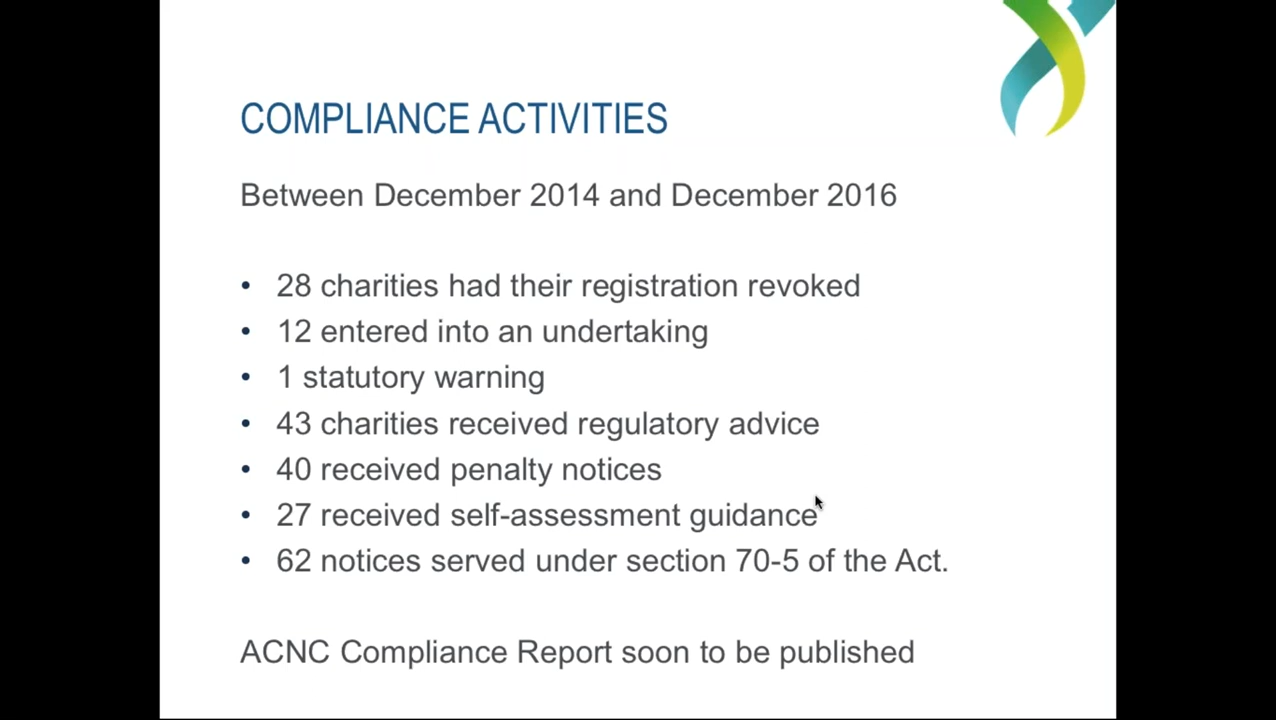 COMPLIANCE ACTIVITIES
Between December 2014 and December 2016
• 28 charities had their registration revoked
• 12 entered into an undertaking
• 1 statutory warning
• 43 charities received regulatory advice
• 40 received penalty notices
• 27 received self-assessment guidance
• 62 notices served under section 70-5 of the Act.
ACNC Compliance Report soon to be published